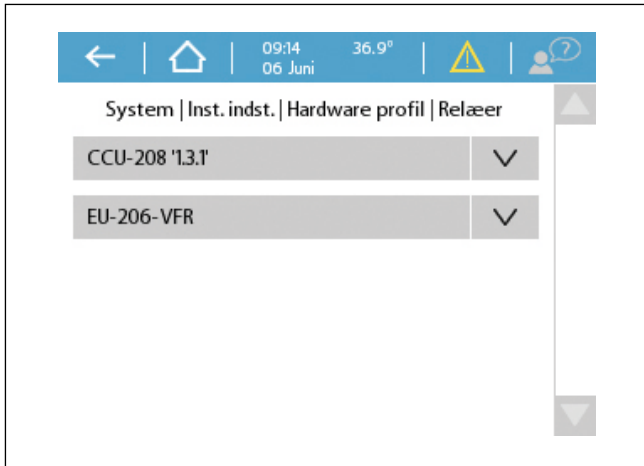 09:14 36.9°
06 Juni
?
System | Inst. indst. | Hardware profil | Relæer
CCU-208 '1.3.1'
EU-206-VFR